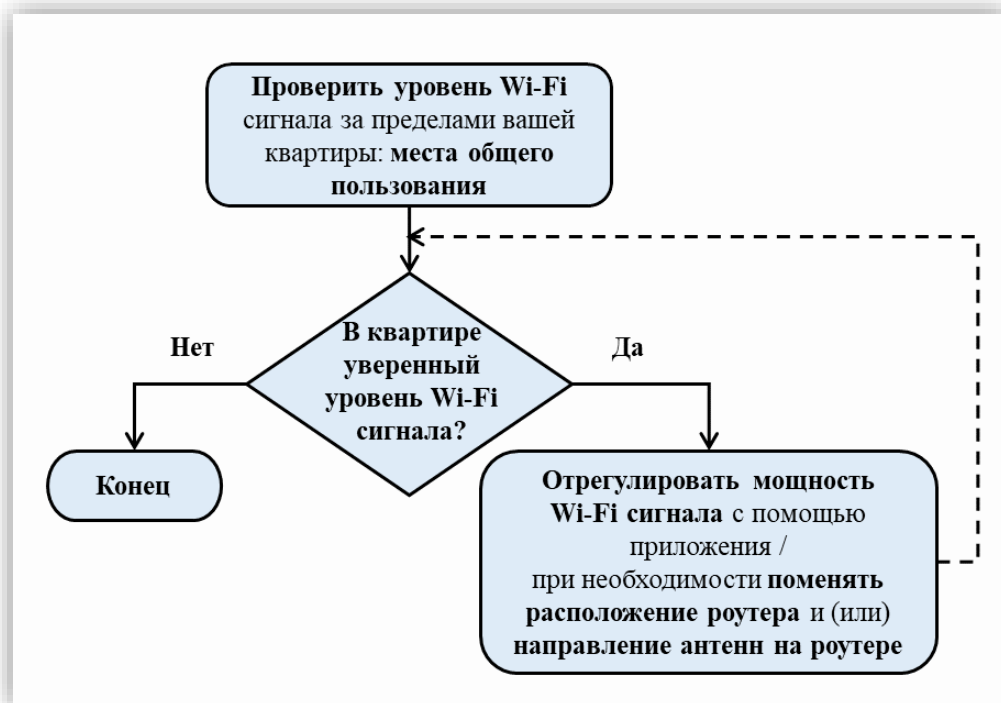 Проверить уровень Wi-Fi
сигнала за пределами вашей
квартиры: места общего
пользования
Нет
В квартире
уверенный
уровень Wi-Fi
сигнала?
Да
Конец
Отрегулировать мощность
Wi-Fi сигнала с помощью
приложения /
при необходимости поменять
расположение роутера и (или)
направление антенн на роутере